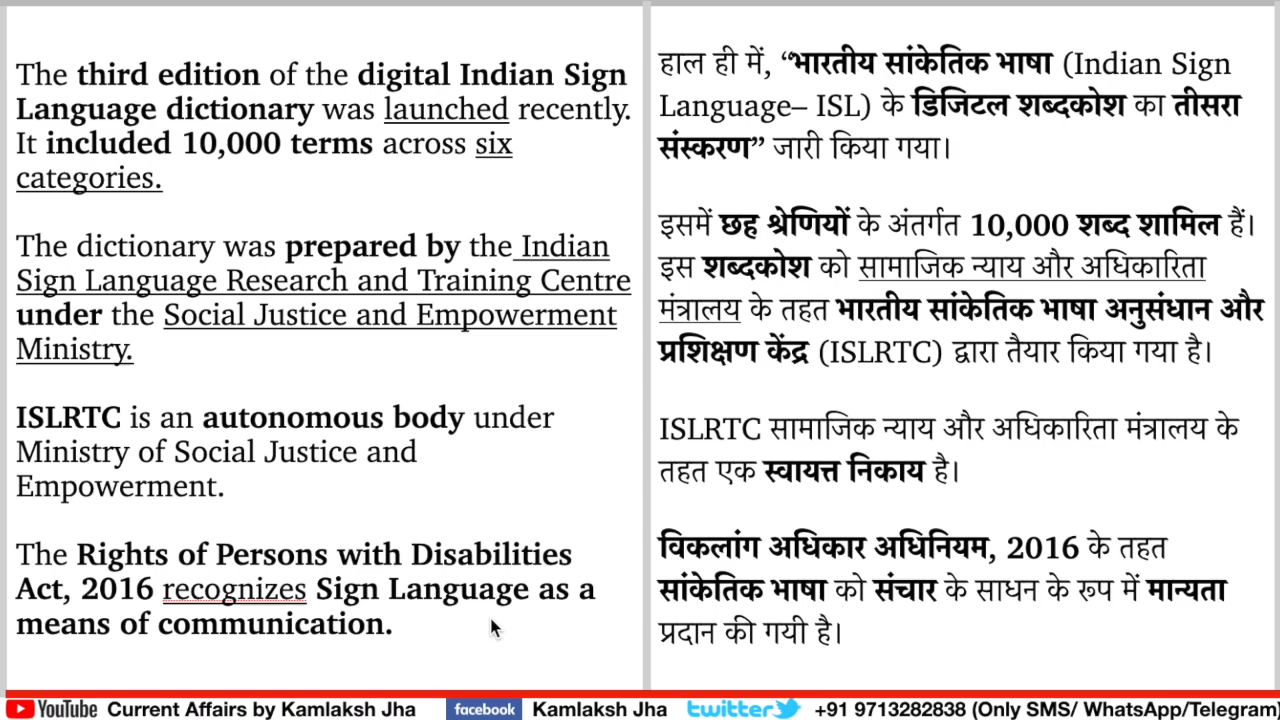 The third edition of the digital Indian Sign
Language dictionary was launched recently.
It included 10,000 terms across six
categories.
The dictionary was prepared by the Indian
Sign Language Research and Training Centre
under the Social Justice and Empowerment
Ministry.
ISLRTC is an autonomous body under
Ministry of Social Justice and
Empowerment.
The Rights of Persons with Disabilities
Act, 2016 recognizes Sign Language as a
means of communication.
हाल ही में, “भारतीय सांकेतिक भाषा (Indian Sign
Language– ISL) के डिजिटल शब्दकोश का तीसरा
संस्करण” जारी किया गया।
इसमें छह श्रेणियों के अंतर्गत 10,000 शब्द शामिल हैं।
इस शब्दकोश को सामाजिक न्याय और अधिकारिता
मंत्रालय के तहत भारतीय सांकेतिक भाषा अनुसंधान और
प्रशिक्षण केंद्र (ISLRTC) द्वारा तैयार किया गया है।
ISLRTC सामाजिक न्याय और अधिकारिता मंत्रालय के
तहत एक स्वायत्त निकाय है।
विकलांग अधिकार अधिनियम, 2016 के तहत
सांकेतिक भाषा को संचार के साधन के रूप में मान्यता
प्रदान की गयी है।
YouTube Current Affairs by Kamlaksh Jha facebook Kamlaksh Jha twitter +91 9713282838 (Only SMS/ WhatsApp/Telegram)